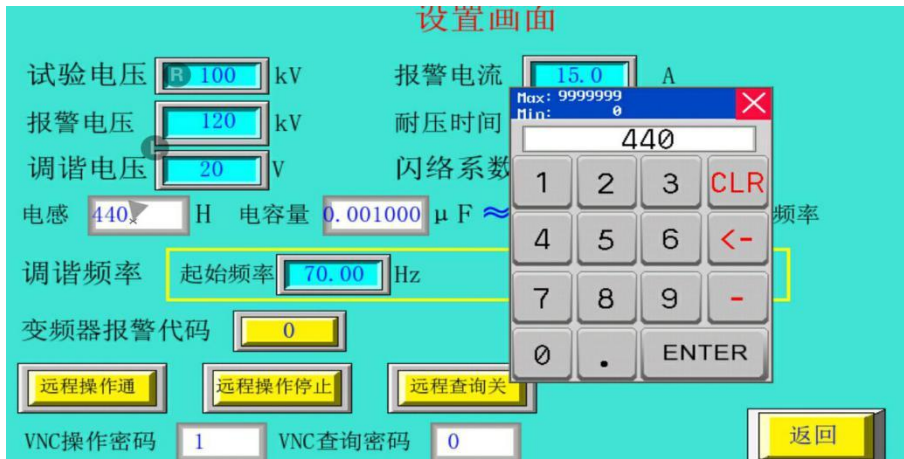 设置画面
试验电压 100 kV 报警电流 15.0 A
报警电压 120 kV 耐压时间
调谐电压 20 V 闪络系数
电感 440 H 电容量 0.001000 μF ≈ 频率
调谐频率 起始频率 70.00 Hz
变频器报警代码 0
远程操作通 远程操作停止 远程查询关
VNC操作密码 1 VNC查询密码 0
返回
Max: 9999999
Min: 0
440
1 2 3 CLR
4 5 6 <-
7 8 9 -
0 . ENTER
R
L